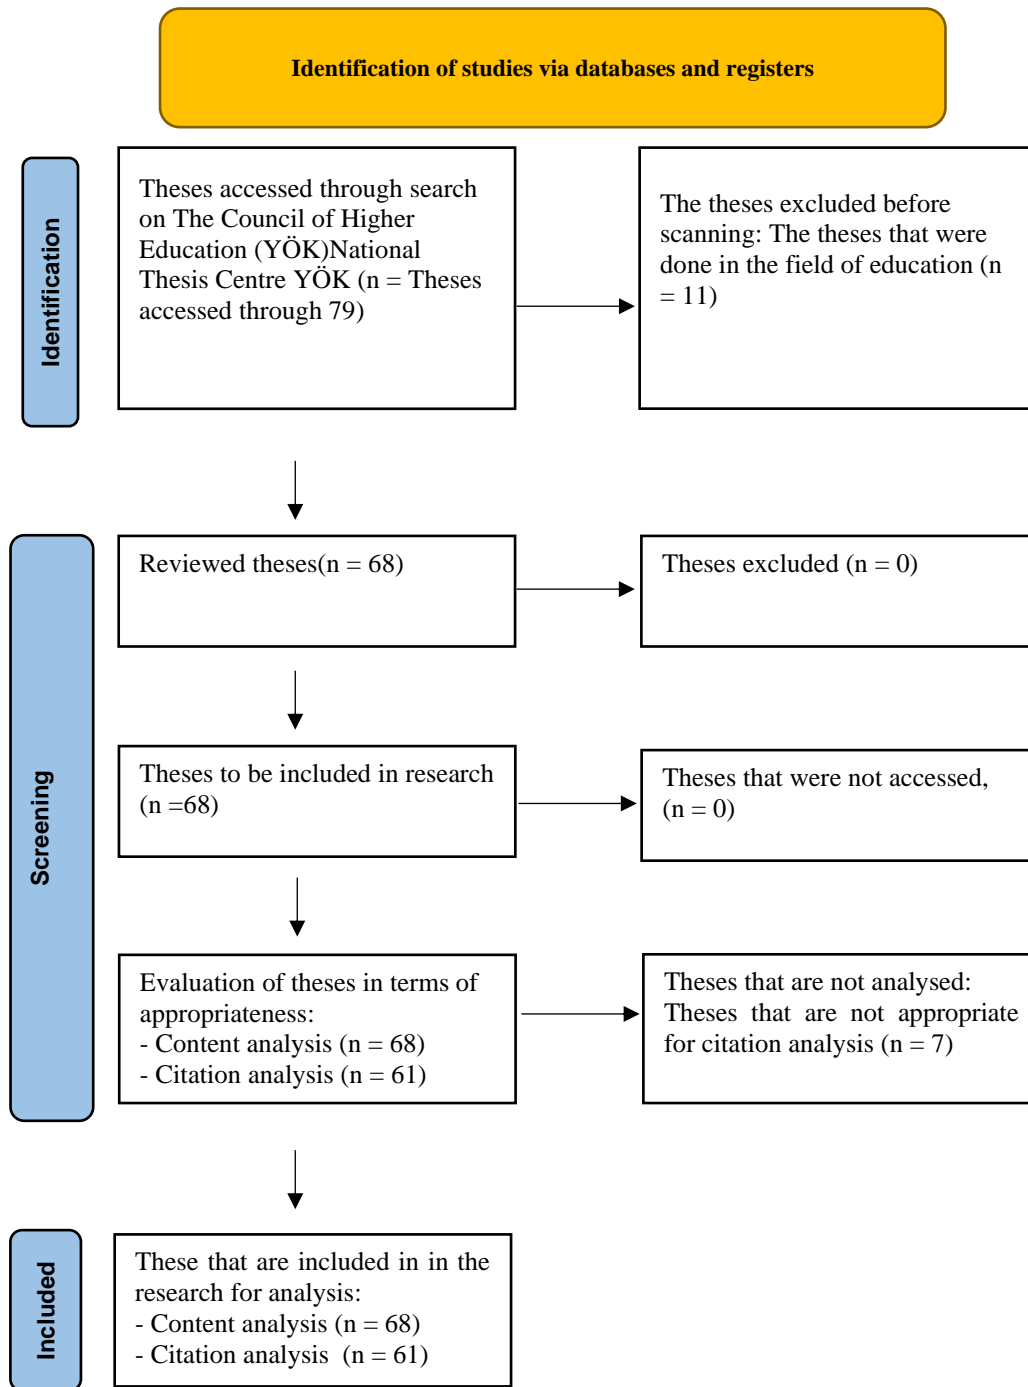 Identification of studies via databases and registers
Identification
Theses accessed through search
on The Council of Higher
Education (YÖK)National
Thesis Centre YÖK (n = Theses
accessed through 79)
The theses excluded before
scanning: The theses that were
done in the field of education (n
= 11)
Screening
Reviewed theses(n = 68)
Theses excluded (n = 0)
Theses to be included in research
(n =68)
Theses that were not accessed,
(n = 0)
Evaluation of theses in terms of
appropriateness:
- Content analysis (n = 68)
- Citation analysis (n = 61)
Theses that are not analysed:
Theses that are not appropriate
for citation analysis (n = 7)
Included
These that are included in in the
research for analysis:
- Content analysis (n = 68)
- Citation analysis (n = 61)